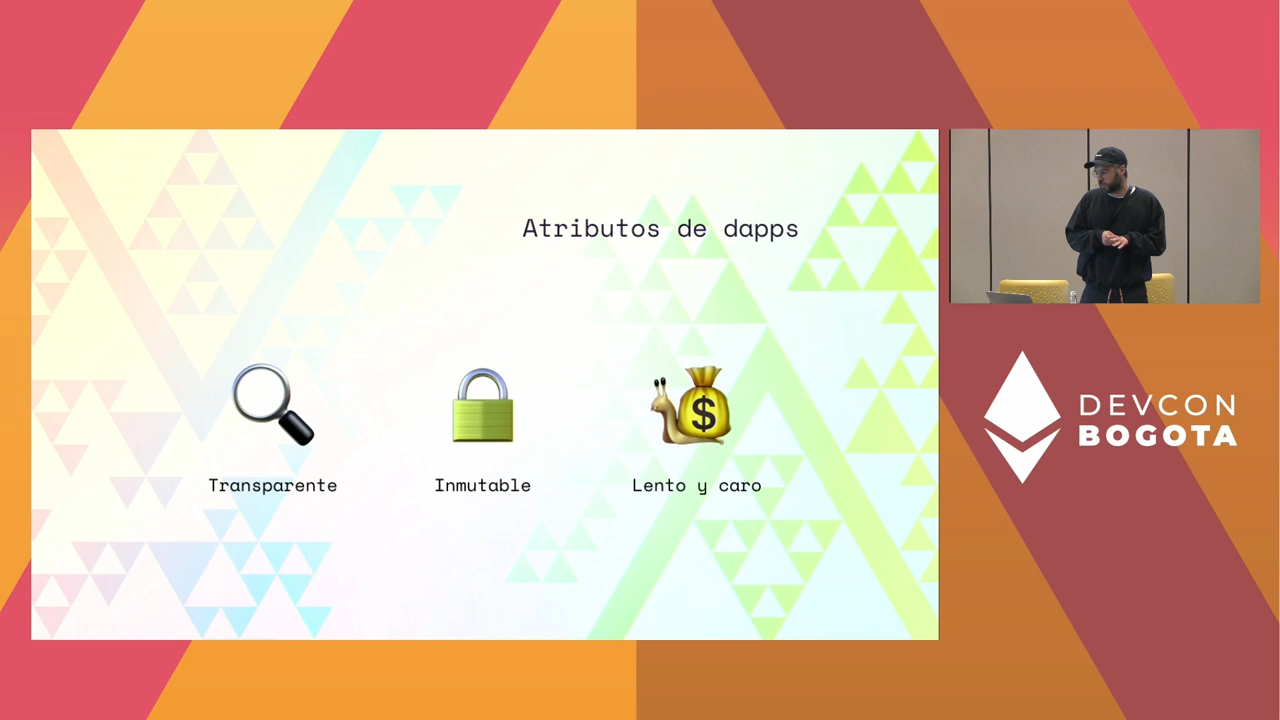 Atributos de dapps
$
Transparente
Inmutable
Lento y caro
DEVCON
BOGOTA